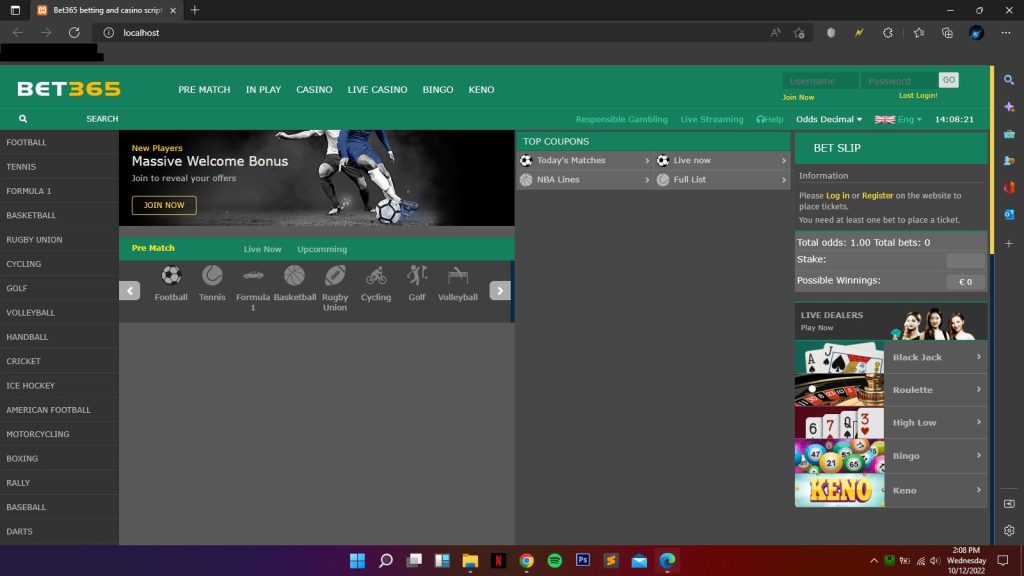 Bet365 betting and casino script
localhost
BET365
PRE MATCH
IN PLAY
CASINO
LIVE CASINO
BINGO
KENO
Username
Password
GO
Join Now
Lost Login!
SEARCH
Responsible Gambling
Live Streaming
Help
Odds Decimal
Eng
14:08:21
FOOTBALL
TENNIS
FORMULA 1
BASKETBALL
RUGBY UNION
CYCLING
GOLF
VOLLEYBALL
HANDBALL
CRICKET
ICE HOCKEY
AMERICAN FOOTBALL
MOTORCYCLING
BOXING
RALLY
BASEBALL
DARTS
New Players
Massive Welcome Bonus
Join to reveal your offers
JOIN NOW
Pre Match
Live Now
Upcomming
Football
Tennis
Formula
1
Basketball
Rugby
Union
Cycling
Golf
Volleyball
TOP COUPONS
Today's Matches
Live now
NBA Lines
Full List
BET SLIP
Information
Please Log in or Register on the website to
place tickets.
You need at least one bet to place a ticket.
Total odds: 1.00 Total bets: 0
Stake:
Possible Winnings:
€ 0
LIVE DEALERS
Play Now
Black Jack
Roulette
High Low
Bingo
Keno
A J
6 7 Q 3
47 52 21 65
KENO
2:08 PM
Wednesday
10/12/2022